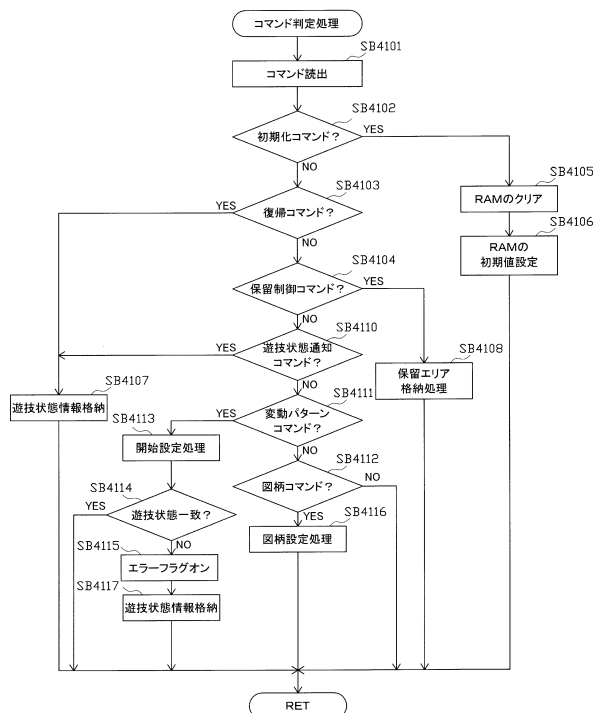 コマンド判定処理
SB4101
コマンド読出
SB4102
初期化コマンド?
YES
NO
SB4103
復帰コマンド?
YES
NO
SB4105
RAMのクリア
SB4106
RAMの
初期値設定
SB4104
保留制御コマンド?
YES
NO
SB4110
遊技状態通知
コマンド?
YES
NO
SB4108
保留エリア
格納処理
SB4107
遊技状態情報格納
SB4111
変動パターン
コマンド?
YES
NO
SB4113
開始設定処理
SB4112
図柄コマンド?
NO
YES
SB4114
遊技状態一致?
YES
NO
SB4116
図柄設定処理
SB4115
エラーフラグオン
SB4117
遊技状態情報格納
RET